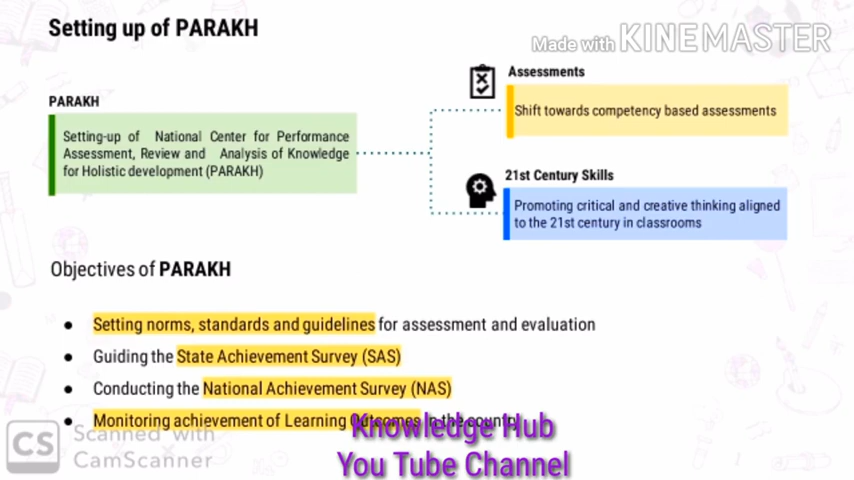 Setting up of PARAKH
Made with KINEMASTER
PARAKH
Setting-up of National Center for Performance
Assessment, Review and Analysis of Knowledge
for Holistic development (PARAKH)
Assessments
Shift towards competency based assessments
21st Century Skills
Promoting critical and creative thinking aligned
to the 21st century in classrooms
Objectives of PARAKH
● Setting norms, standards and guidelines for assessment and evaluation
● Guiding the State Achievement Survey (SAS)
● Conducting the National Achievement Survey (NAS)
● Monitoring achievement of Learning Outcomes in the country
Knowledge Hub
You Tube Channel
CS
Scanned with
CamScanner